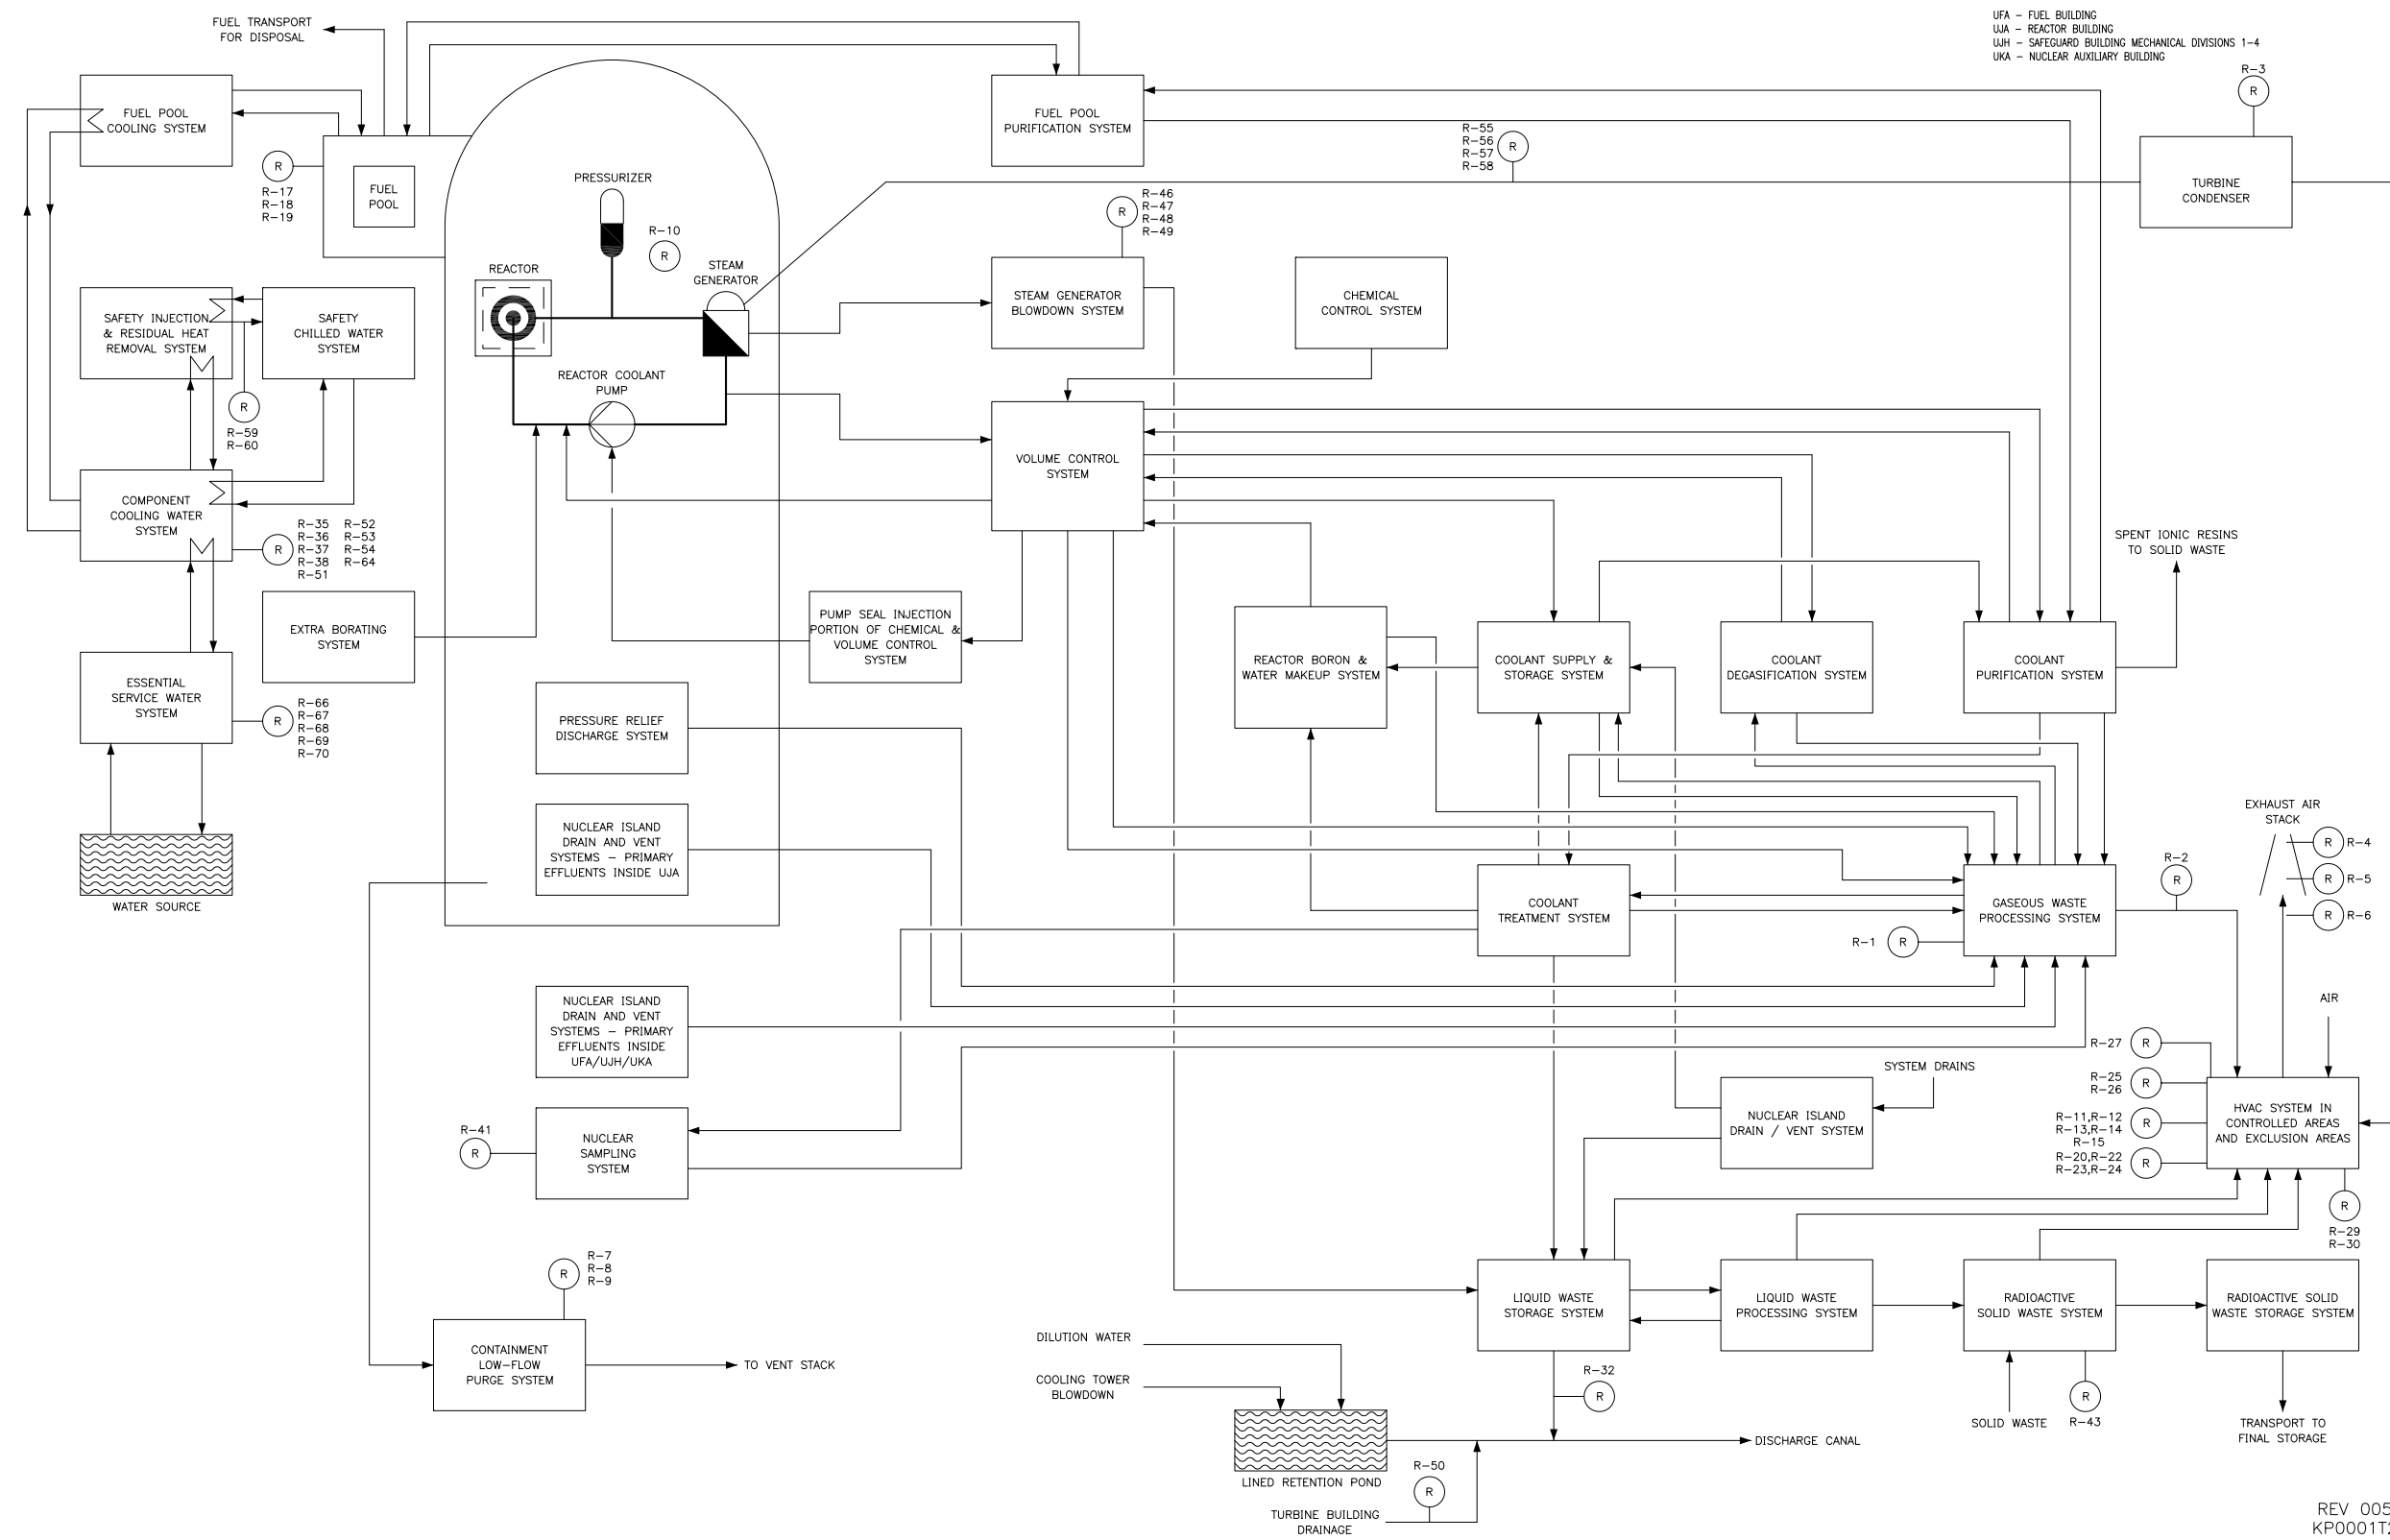 UFA – FUEL BUILDING
UJA – REACTOR BUILDING
UJH – SAFEGUARD BUILDING MECHANICAL DIVISIONS 1–4
UKA – NUCLEAR AUXILIARY BUILDING
FUEL TRANSPORT
FOR DISPOSAL
FUEL POOL
COOLING SYSTEM
R
R–17
R–18
R–19
FUEL
POOL
PRESSURIZER
R–10
R
REACTOR
STEAM
GENERATOR
REACTOR COOLANT
PUMP
FUEL POOL
PURIFICATION SYSTEM
R–55
R–56
R–57
R–58
R
R–3
R
TURBINE
CONDENSER
R
R–46
R–47
R–48
R–49
STEAM GENERATOR
BLOWDOWN SYSTEM
CHEMICAL
CONTROL SYSTEM
SAFETY INJECTION
& RESIDUAL HEAT
REMOVAL SYSTEM
SAFETY
CHILLED WATER
SYSTEM
R
R–59
R–60
COMPONENT
COOLING WATER
SYSTEM
R
R–35
R–36
R–37
R–38
R–51
R–52
R–53
R–54
R–64
VOLUME CONTROL
SYSTEM
SPENT IONIC RESINS
TO SOLID WASTE
EXTRA BORATING
SYSTEM
PUMP SEAL INJECTION
PORTION OF CHEMICAL &
VOLUME CONTROL
SYSTEM
REACTOR BORON &
WATER MAKEUP SYSTEM
COOLANT SUPPLY &
STORAGE SYSTEM
COOLANT
DEGASIFICATION SYSTEM
COOLANT
PURIFICATION SYSTEM
ESSENTIAL
SERVICE WATER
SYSTEM
R
R–66
R–67
R–68
R–69
R–70
WATER SOURCE
PRESSURE RELIEF
DISCHARGE SYSTEM
NUCLEAR ISLAND
DRAIN AND VENT
SYSTEMS – PRIMARY
EFFLUENTS INSIDE UJA
COOLANT
TREATMENT SYSTEM
GASEOUS WASTE
PROCESSING SYSTEM
R–1
R
R–2
R
EXHAUST AIR
STACK
R
R–4
R
R–5
R
R–6
AIR
NUCLEAR ISLAND
DRAIN AND VENT
SYSTEMS – PRIMARY
EFFLUENTS INSIDE
UFA/UJH/UKA
R–41
R
NUCLEAR
SAMPLING
SYSTEM
SYSTEM DRAINS
NUCLEAR ISLAND
DRAIN / VENT SYSTEM
R–27
R
R–25
R–26
R
R–11,R–12
R–13,R–14
R–15
R
R–20,R–22
R–23,R–24
R
HVAC SYSTEM IN
CONTROLLED AREAS
AND EXCLUSION AREAS
R
R–29
R–30
R
R–7
R–8
R–9
CONTAINMENT
LOW–FLOW
PURGE SYSTEM
TO VENT STACK
LIQUID WASTE
STORAGE SYSTEM
LIQUID WASTE
PROCESSING SYSTEM
RADIOACTIVE
SOLID WASTE SYSTEM
RADIOACTIVE SOLID
WASTE STORAGE SYSTEM
DILUTION WATER
COOLING TOWER
BLOWDOWN
R–32
R
SOLID WASTE
R
R–43
TRANSPORT TO
FINAL STORAGE
DISCHARGE CANAL
LINED RETENTION POND
R–50
R
TURBINE BUILDING
DRAINAGE
REV 005